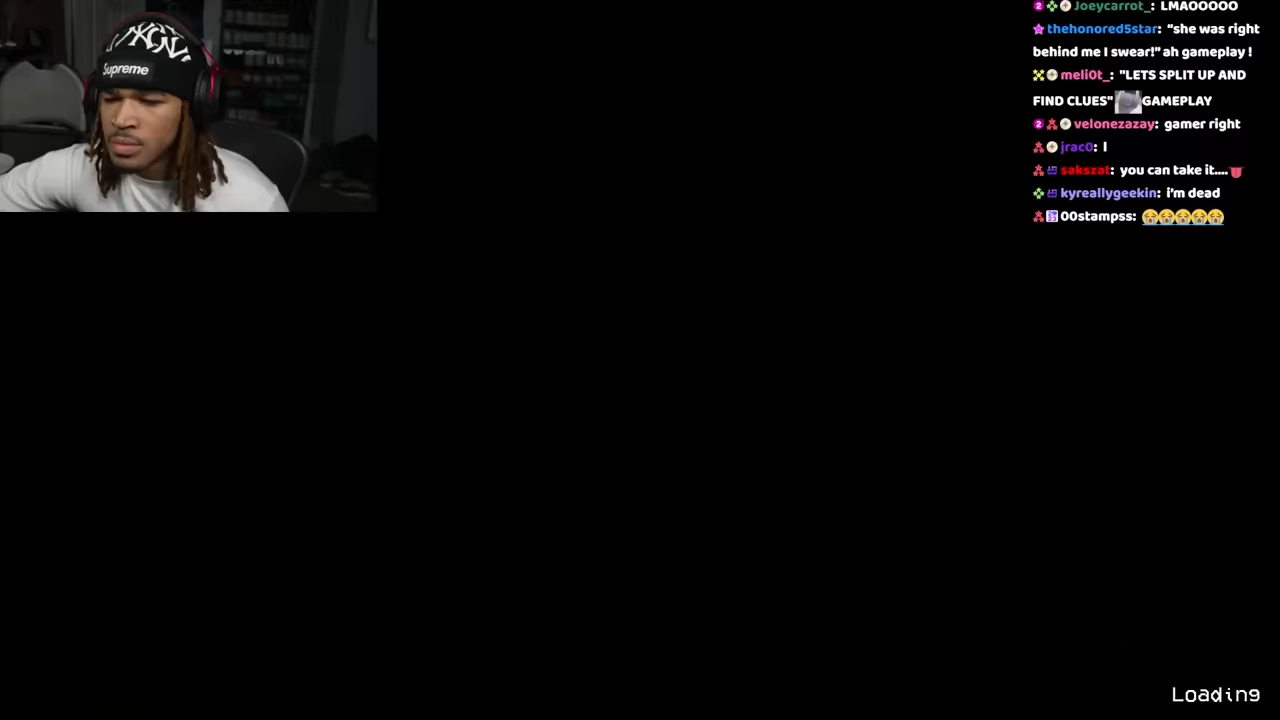 Supreme
Joeycarrot_: LMAOOOOO
thehonored5star: “she was right
behind me I swear!” ah gameplay !
meli0t_: "LETS SPLIT UP AND
FIND CLUES" GAMEPLAY
2 velonezazay: gamer right
jrac0: I
sakszat: you can take it....
kyreallygeekin: i'm dead
00stampss:
Loading